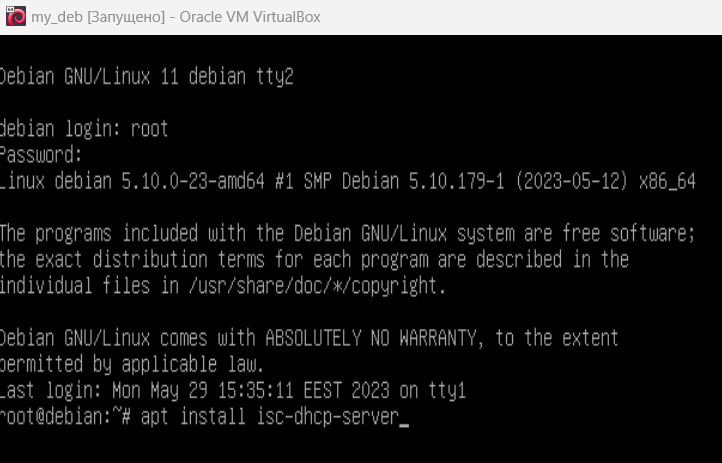 my_deb [Запущено] - Oracle VM VirtualBox
Debian GNU/Linux 11 debian tty2
debian login: root
Password:
Linux debian 5.10.0-23-amd64 #1 SMP Debian 5.10.179-1 (2023-05-12) x86_64
The programs included with the Debian GNU/Linux system are free software;
the exact distribution terms for each program are described in the
individual files in /usr/share/doc/*/copyright.
Debian GNU/Linux comes with ABSOLUTELY NO WARRANTY, to the extent
permitted by applicable law.
Last login: Mon May 29 15:35:11 EEST 2023 on tty1
root@debian:~# apt install isc-dhcp-server_